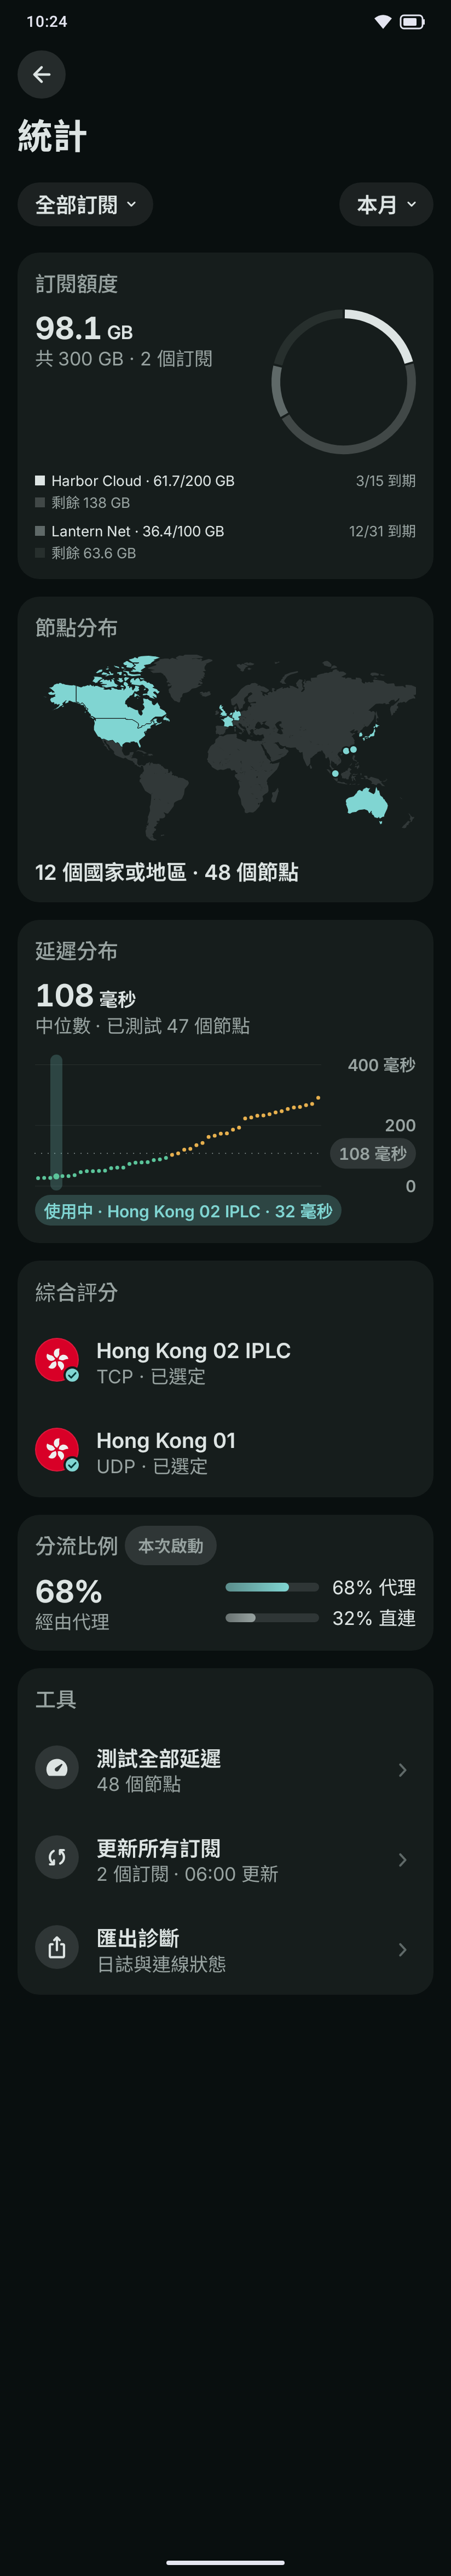 10:24
統計
全部訂閱
本月
訂閱額度
98.1 GB
共 300 GB · 2 個訂閱
Harbor Cloud · 61.7/200 GB
3/15 到期
剩餘 138 GB
Lantern Net · 36.4/100 GB
12/31 到期
剩餘 63.6 GB
節點分布
12 個國家或地區 · 48 個節點
延遲分布
108 毫秒
中位數 · 已測試 47 個節點
400 毫秒
200
108 毫秒
0
使用中 · Hong Kong 02 IPLC · 32 毫秒
綜合評分
Hong Kong 02 IPLC
TCP · 已選定
Hong Kong 01
UDP · 已選定
分流比例
本次啟動
68%
經由代理
68% 代理
32% 直連
工具
測試全部延遲
48 個節點
更新所有訂閱
2 個訂閱 · 06:00 更新
匯出診斷
日誌與連線狀態